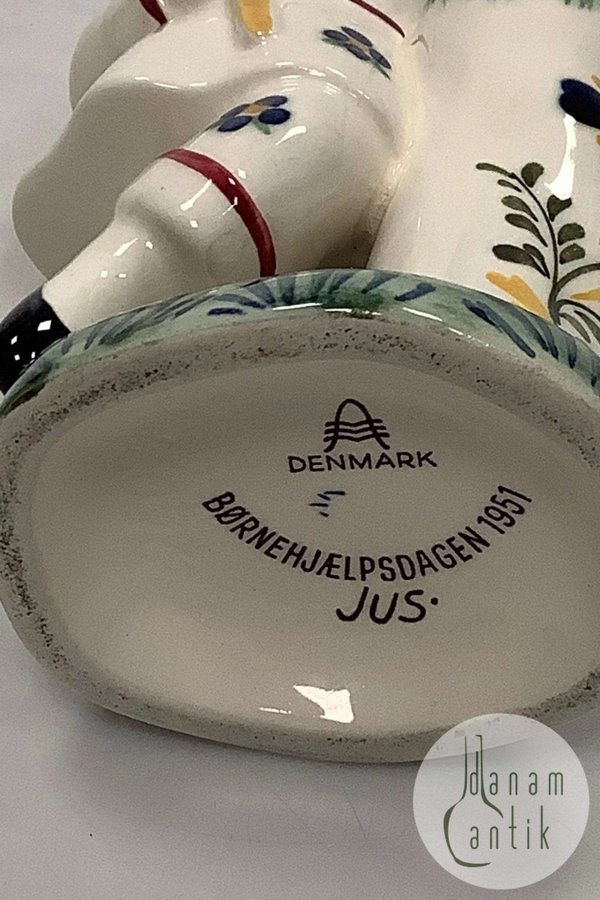 DENMARK
BØRNEHJÆLPSDAGEN 1951
JUS.
danam
antik